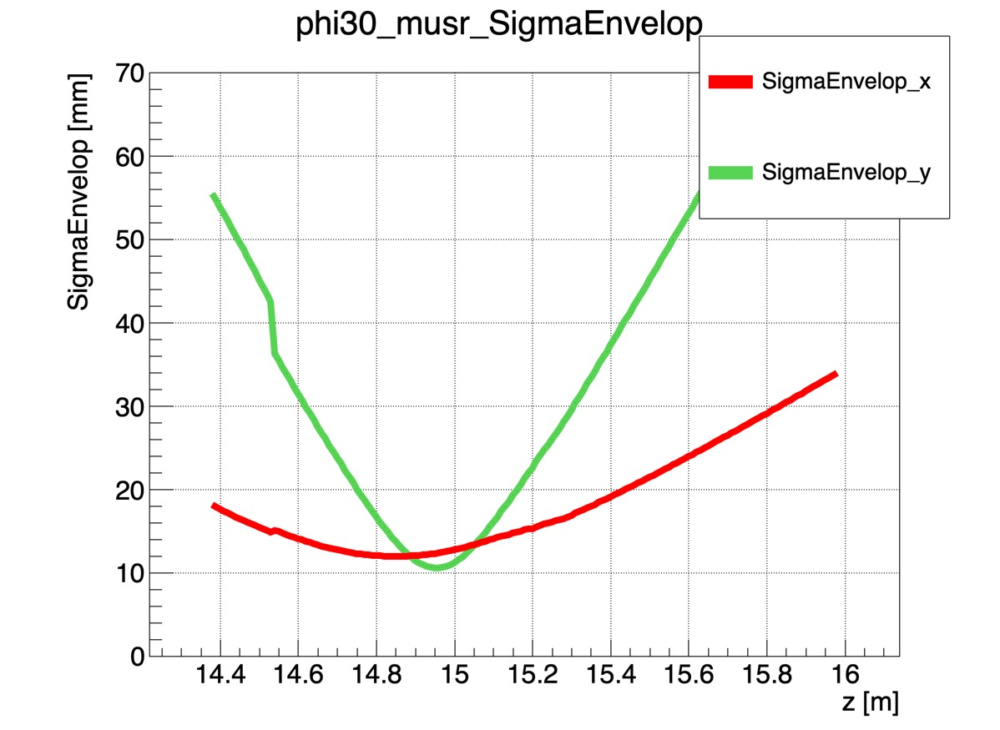 phi30_musr_SigmaEnvelop
SigmaEnvelop_x
SigmaEnvelop_y
SigmaEnvelop [mm]
70
60
50
40
30
20
10
0
14.4 14.6 14.8 15 15.2 15.4 15.6 15.8 16
z [m]